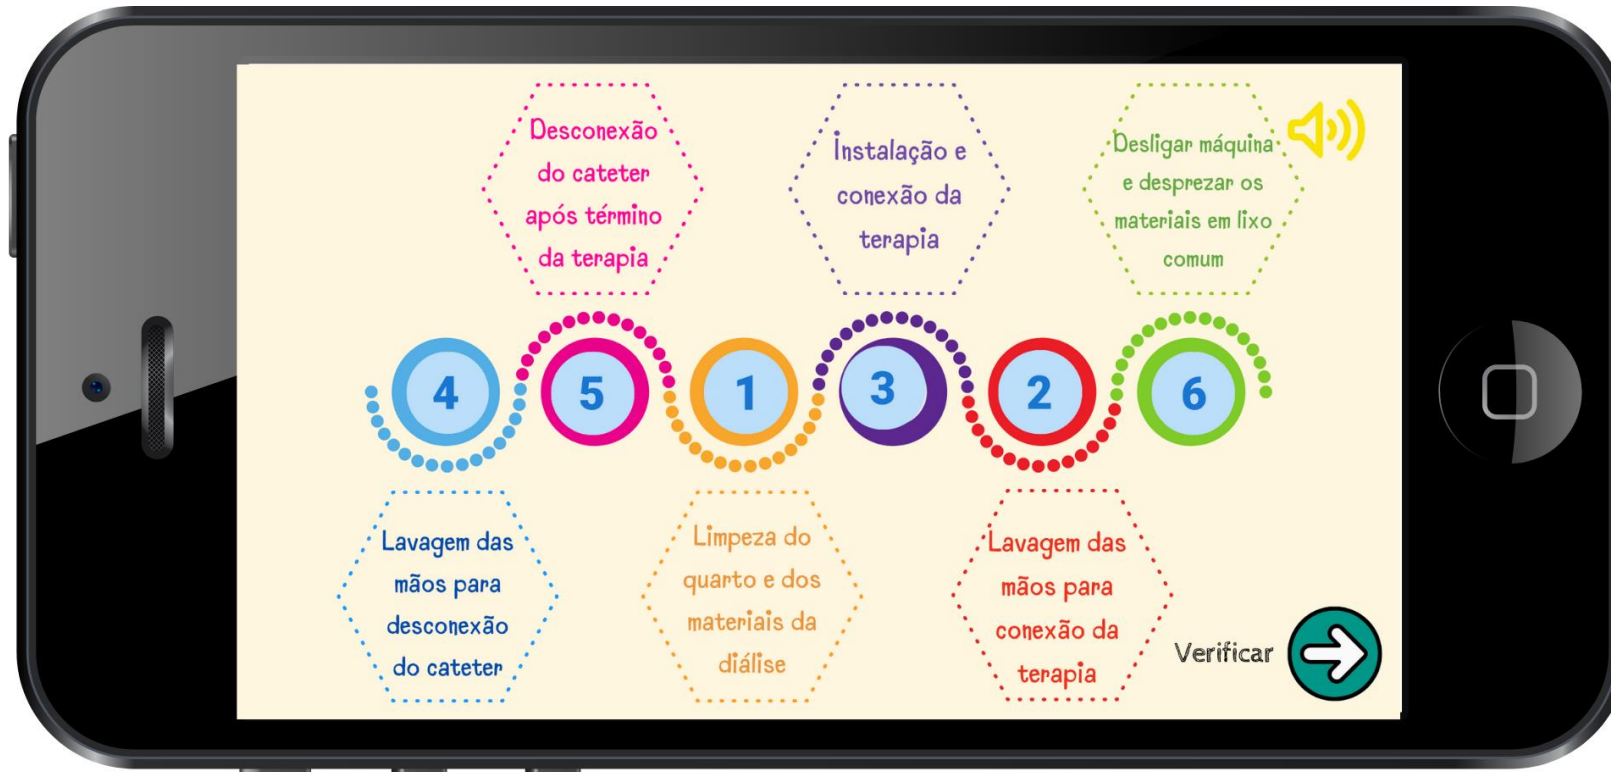 Desconexão
do cateter
após término
da terapia
Instalação e
conexão da
terapia
Desligar máquina
e desprezar os
materiais em lixo
comum
4
5
1
3
2
6
Lavagem das
mãos para
desconexão
do cateter
Limpeza do
quarto e dos
materiais da
diálise
Lavagem das
mãos para
conexão da
terapia
Verificar